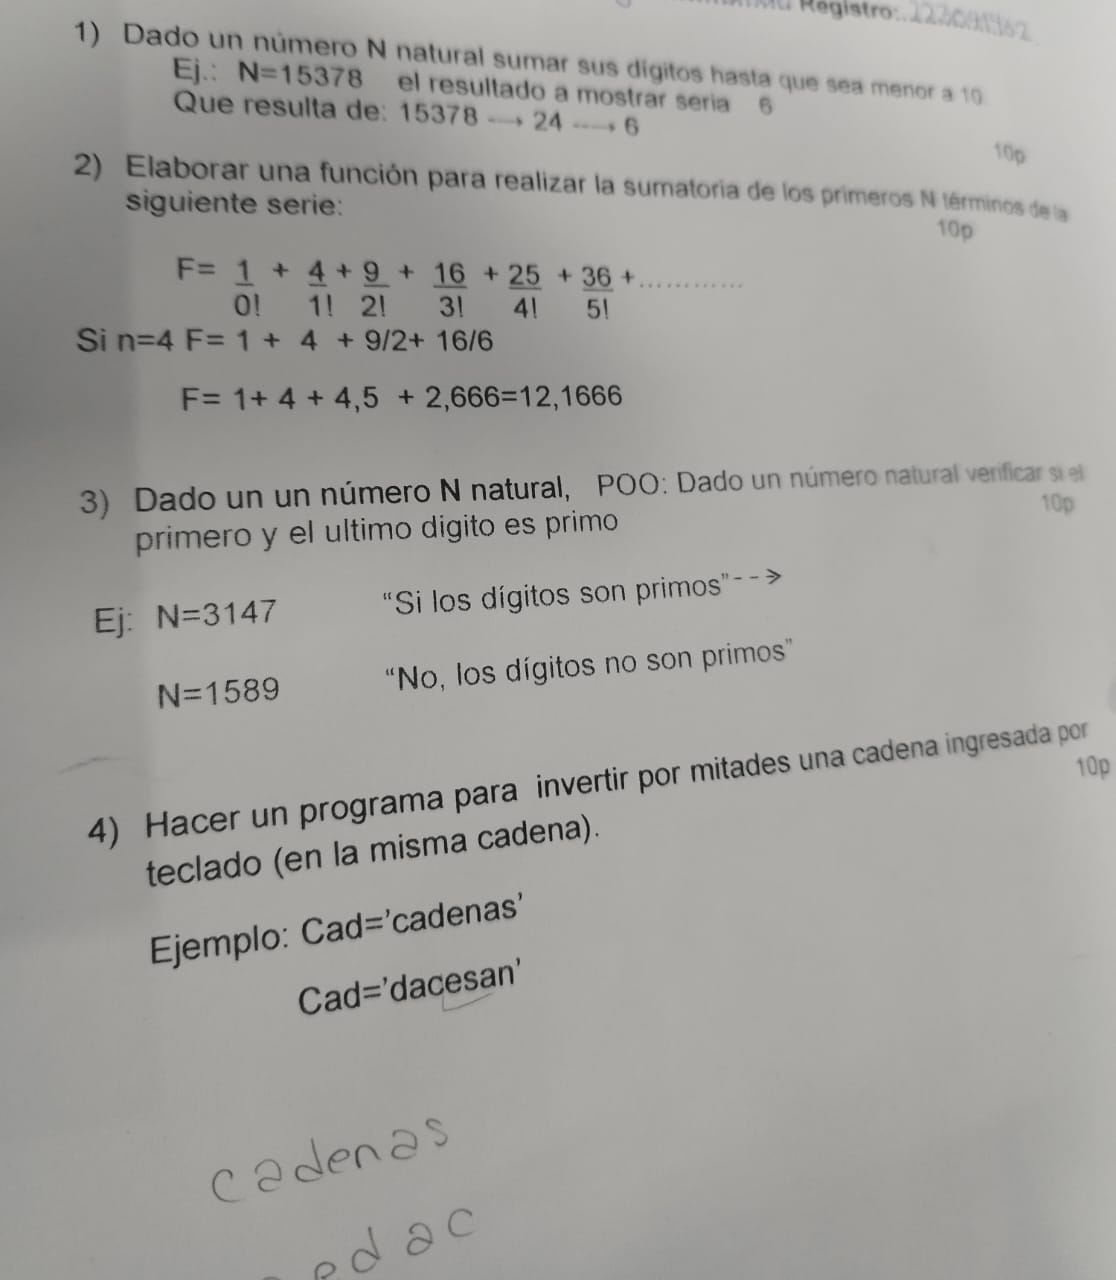 Registro:
1) Dado un número N natural sumar sus dígitos hasta que sea menor a 10
Ej.: N=15378 el resultado a mostrar seria 6
Que resulta de: 15378 ---→ 24 ----→ 6
10p
2) Elaborar una función para realizar la sumatoria de los primeros N términos de la
siguiente serie:
10p
F= 1 + 4 + 9 + 16 + 25 + 36 +............
0! 1! 2! 3! 4! 5!
Si n=4 F= 1 + 4 + 9/2+ 16/6
F= 1+ 4 + 4,5 + 2,666=12,1666
3) Dado un un número N natural, POO: Dado un número natural verificar si el
10p
primero y el ultimo digito es primo
Ej: N=3147 “Si los dígitos son primos”-->
N=1589 “No, los dígitos no son primos”
4) Hacer un programa para invertir por mitades una cadena ingresada por
10p
teclado (en la misma cadena).
Ejemplo: Cad=’cadenas’
Cad=’dacesan’
cadenas
edac